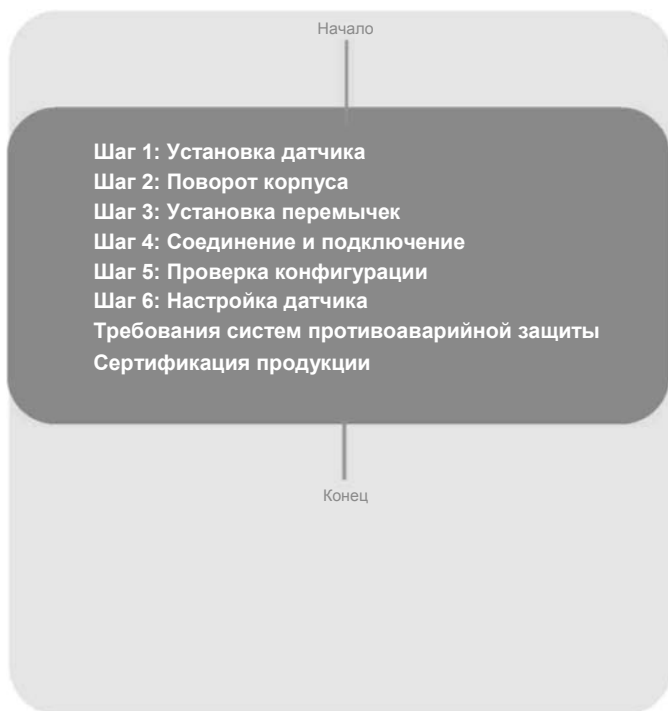 Начало
Шаг 1: Установка датчика
Шаг 2: Поворот корпуса
Шаг 3: Установка перемычек
Шаг 4: Соединение и подключение
Шаг 5: Проверка конфигурации
Шаг 6: Настройка датчика
Требования систем противоаварийной защиты
Сертификация продукции
Конец